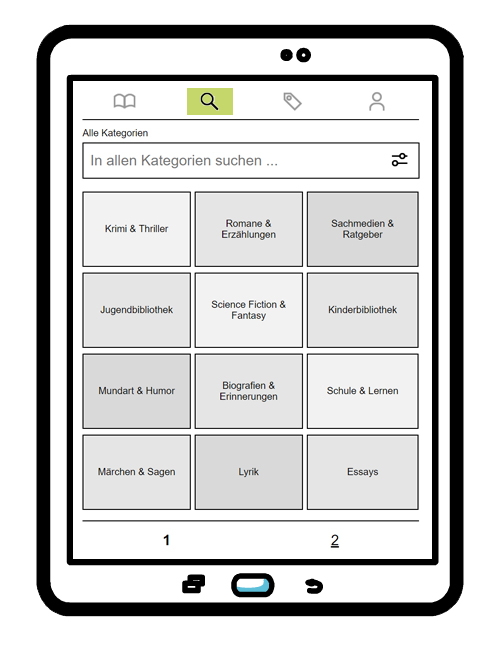 Alle Kategorien
In allen Kategorien suchen ...
Krimi & Thriller
Romane &
Erzählungen
Sachmedien &
Ratgeber
Jugendbibliothek
Science Fiction &
Fantasy
Kinderbibliothek
Mundart & Humor
Biografien &
Erinnerungen
Schule & Lernen
Märchen & Sagen
Lyrik
Essays
1
2